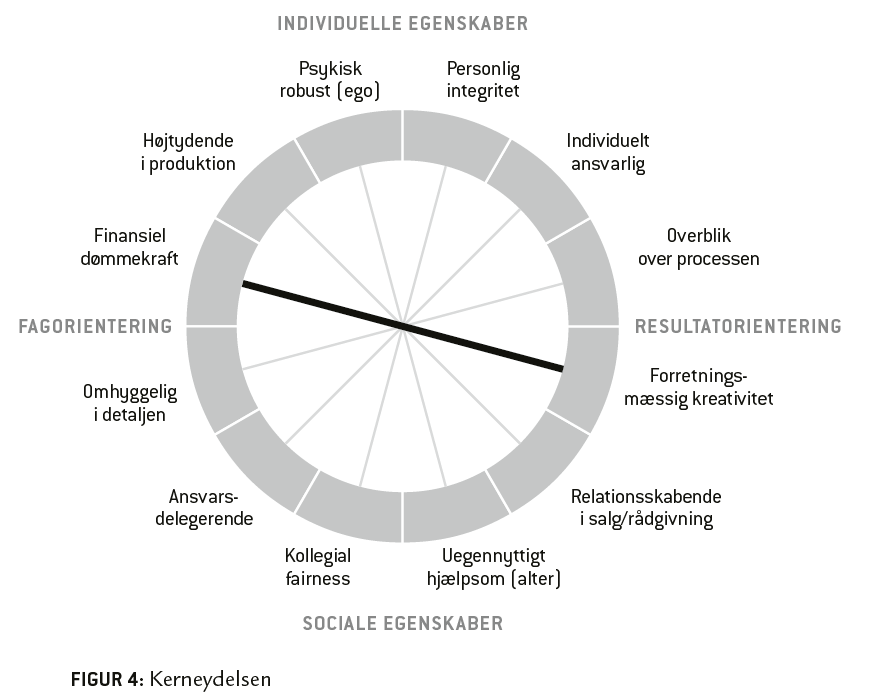 INDIVIDUELLE EGENSKABER
Psykisk
robust (ego)
Personlig
integritet
Højtydende
i produktion
Individuelt
ansvarlig
Finansiel
dømmekraft
Overblik
over processen
FAGORIENTERING
RESULTATORIENTERING
Omhyggelig
i detaljen
Forretnings-
mæssig kreativitet
Ansvars-
delegerende
Relationsskabende
i salg/rådgivning
Kollegial
fairness
Uegennyttigt
hjælpsom (alter)
SOCIALE EGENSKABER
FIGUR 4: Kerneydelsen